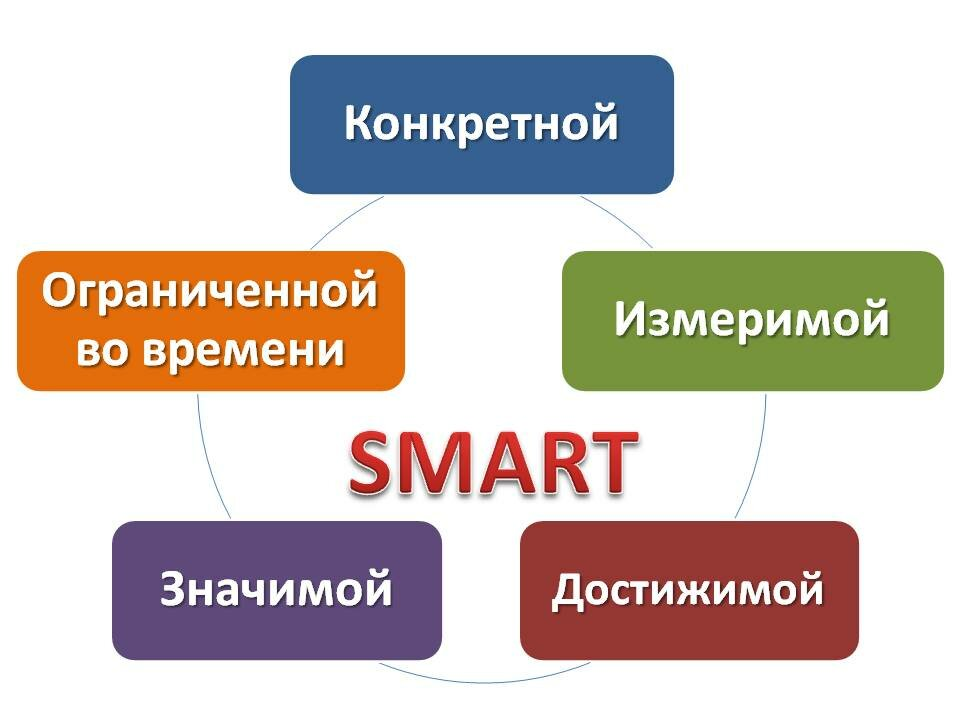 Конкретной
Ограниченной
во времени
Измеримой
SMART
Значимой
Достижимой